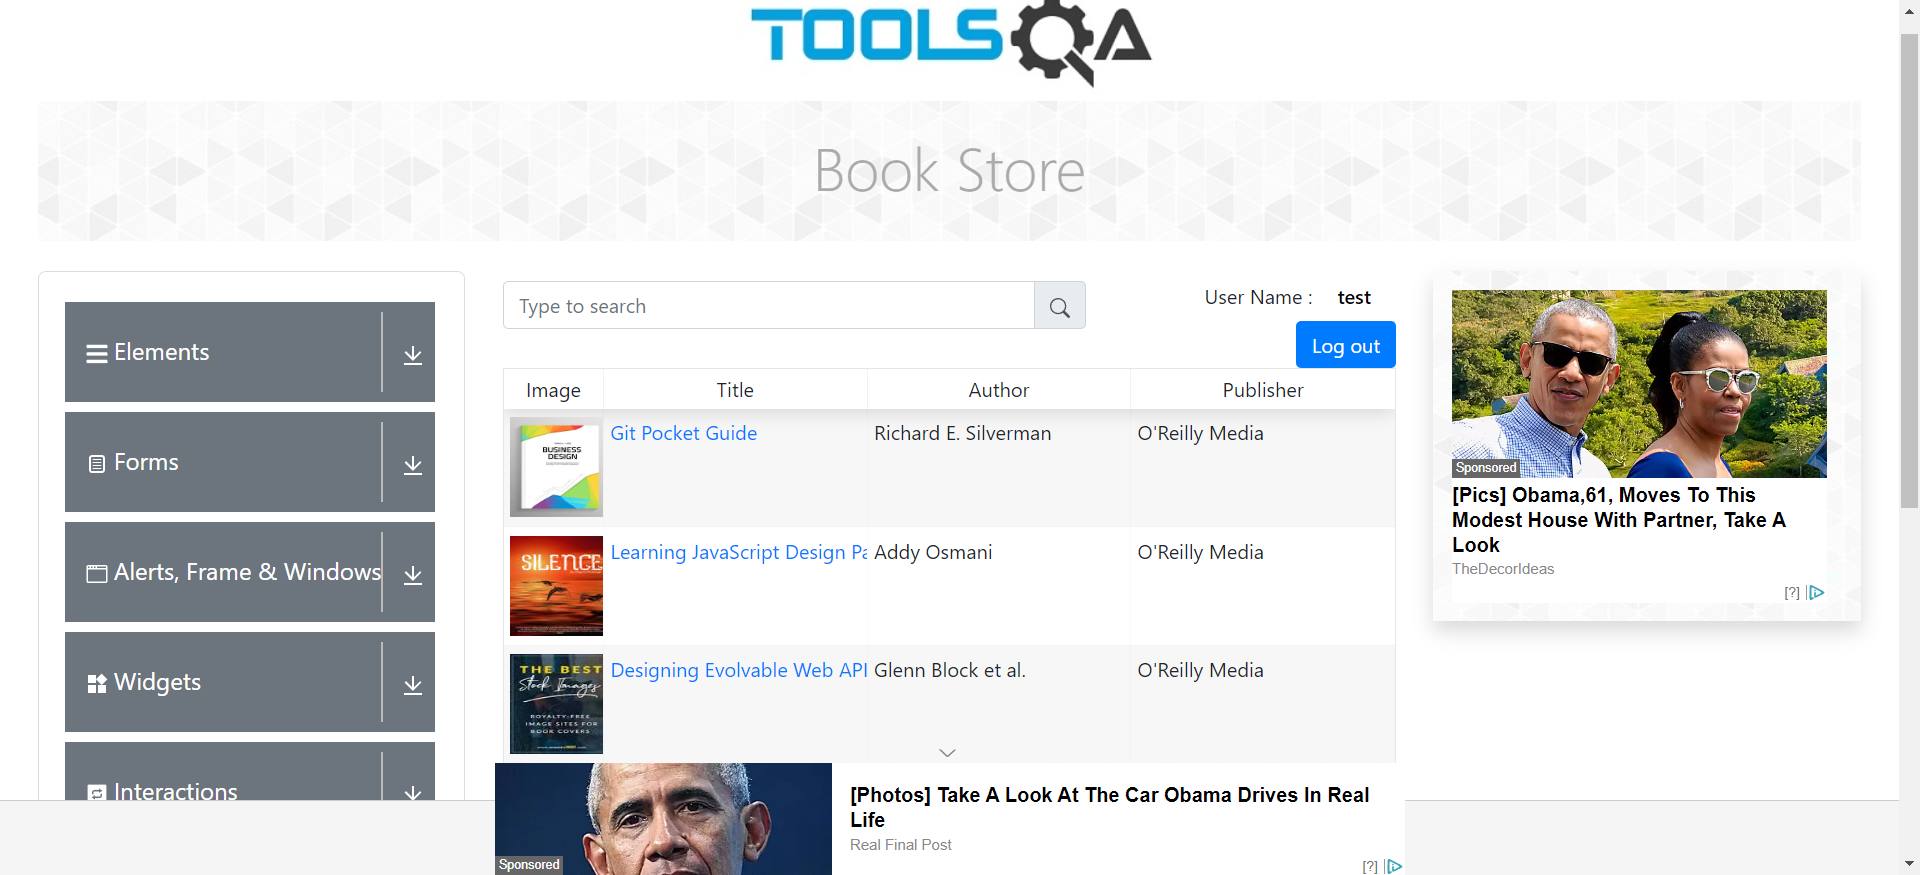 TOOLSQA
Book Store
Elements
Forms
Alerts, Frame & Windows
Widgets
Interactions
Type to search
User Name : test
Log out
Image Title Author Publisher
BUSINESS
DESIGN
Git Pocket Guide Richard E. Silverman O'Reilly Media
SILENCE
Learning JavaScript Design Pa Addy Osmani O'Reilly Media
THE BEST
Stock Images
ROYALTY-FREE
IMAGE SITES FOR
BOOK COVERS
Designing Evolvable Web API Glenn Block et al. O'Reilly Media
Sponsored
[Pics] Obama,61, Moves To This
Modest House With Partner, Take A
Look
TheDecorIdeas
[?]
Sponsored
[Photos] Take A Look At The Car Obama Drives In Real
Life
Real Final Post
[?]